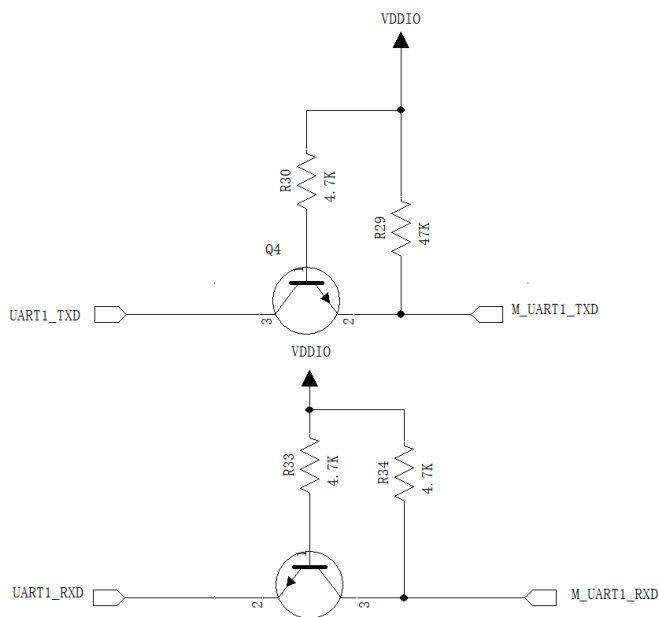 VDDIO
R30
4.7K
R29
47K
Q4
1
UART1_TXD
3
2
M_UART1_TXD
VDDIO
R33
4.7K
R34
4.7K
1
UART1_RXD
2
3
M_UART1_RXD